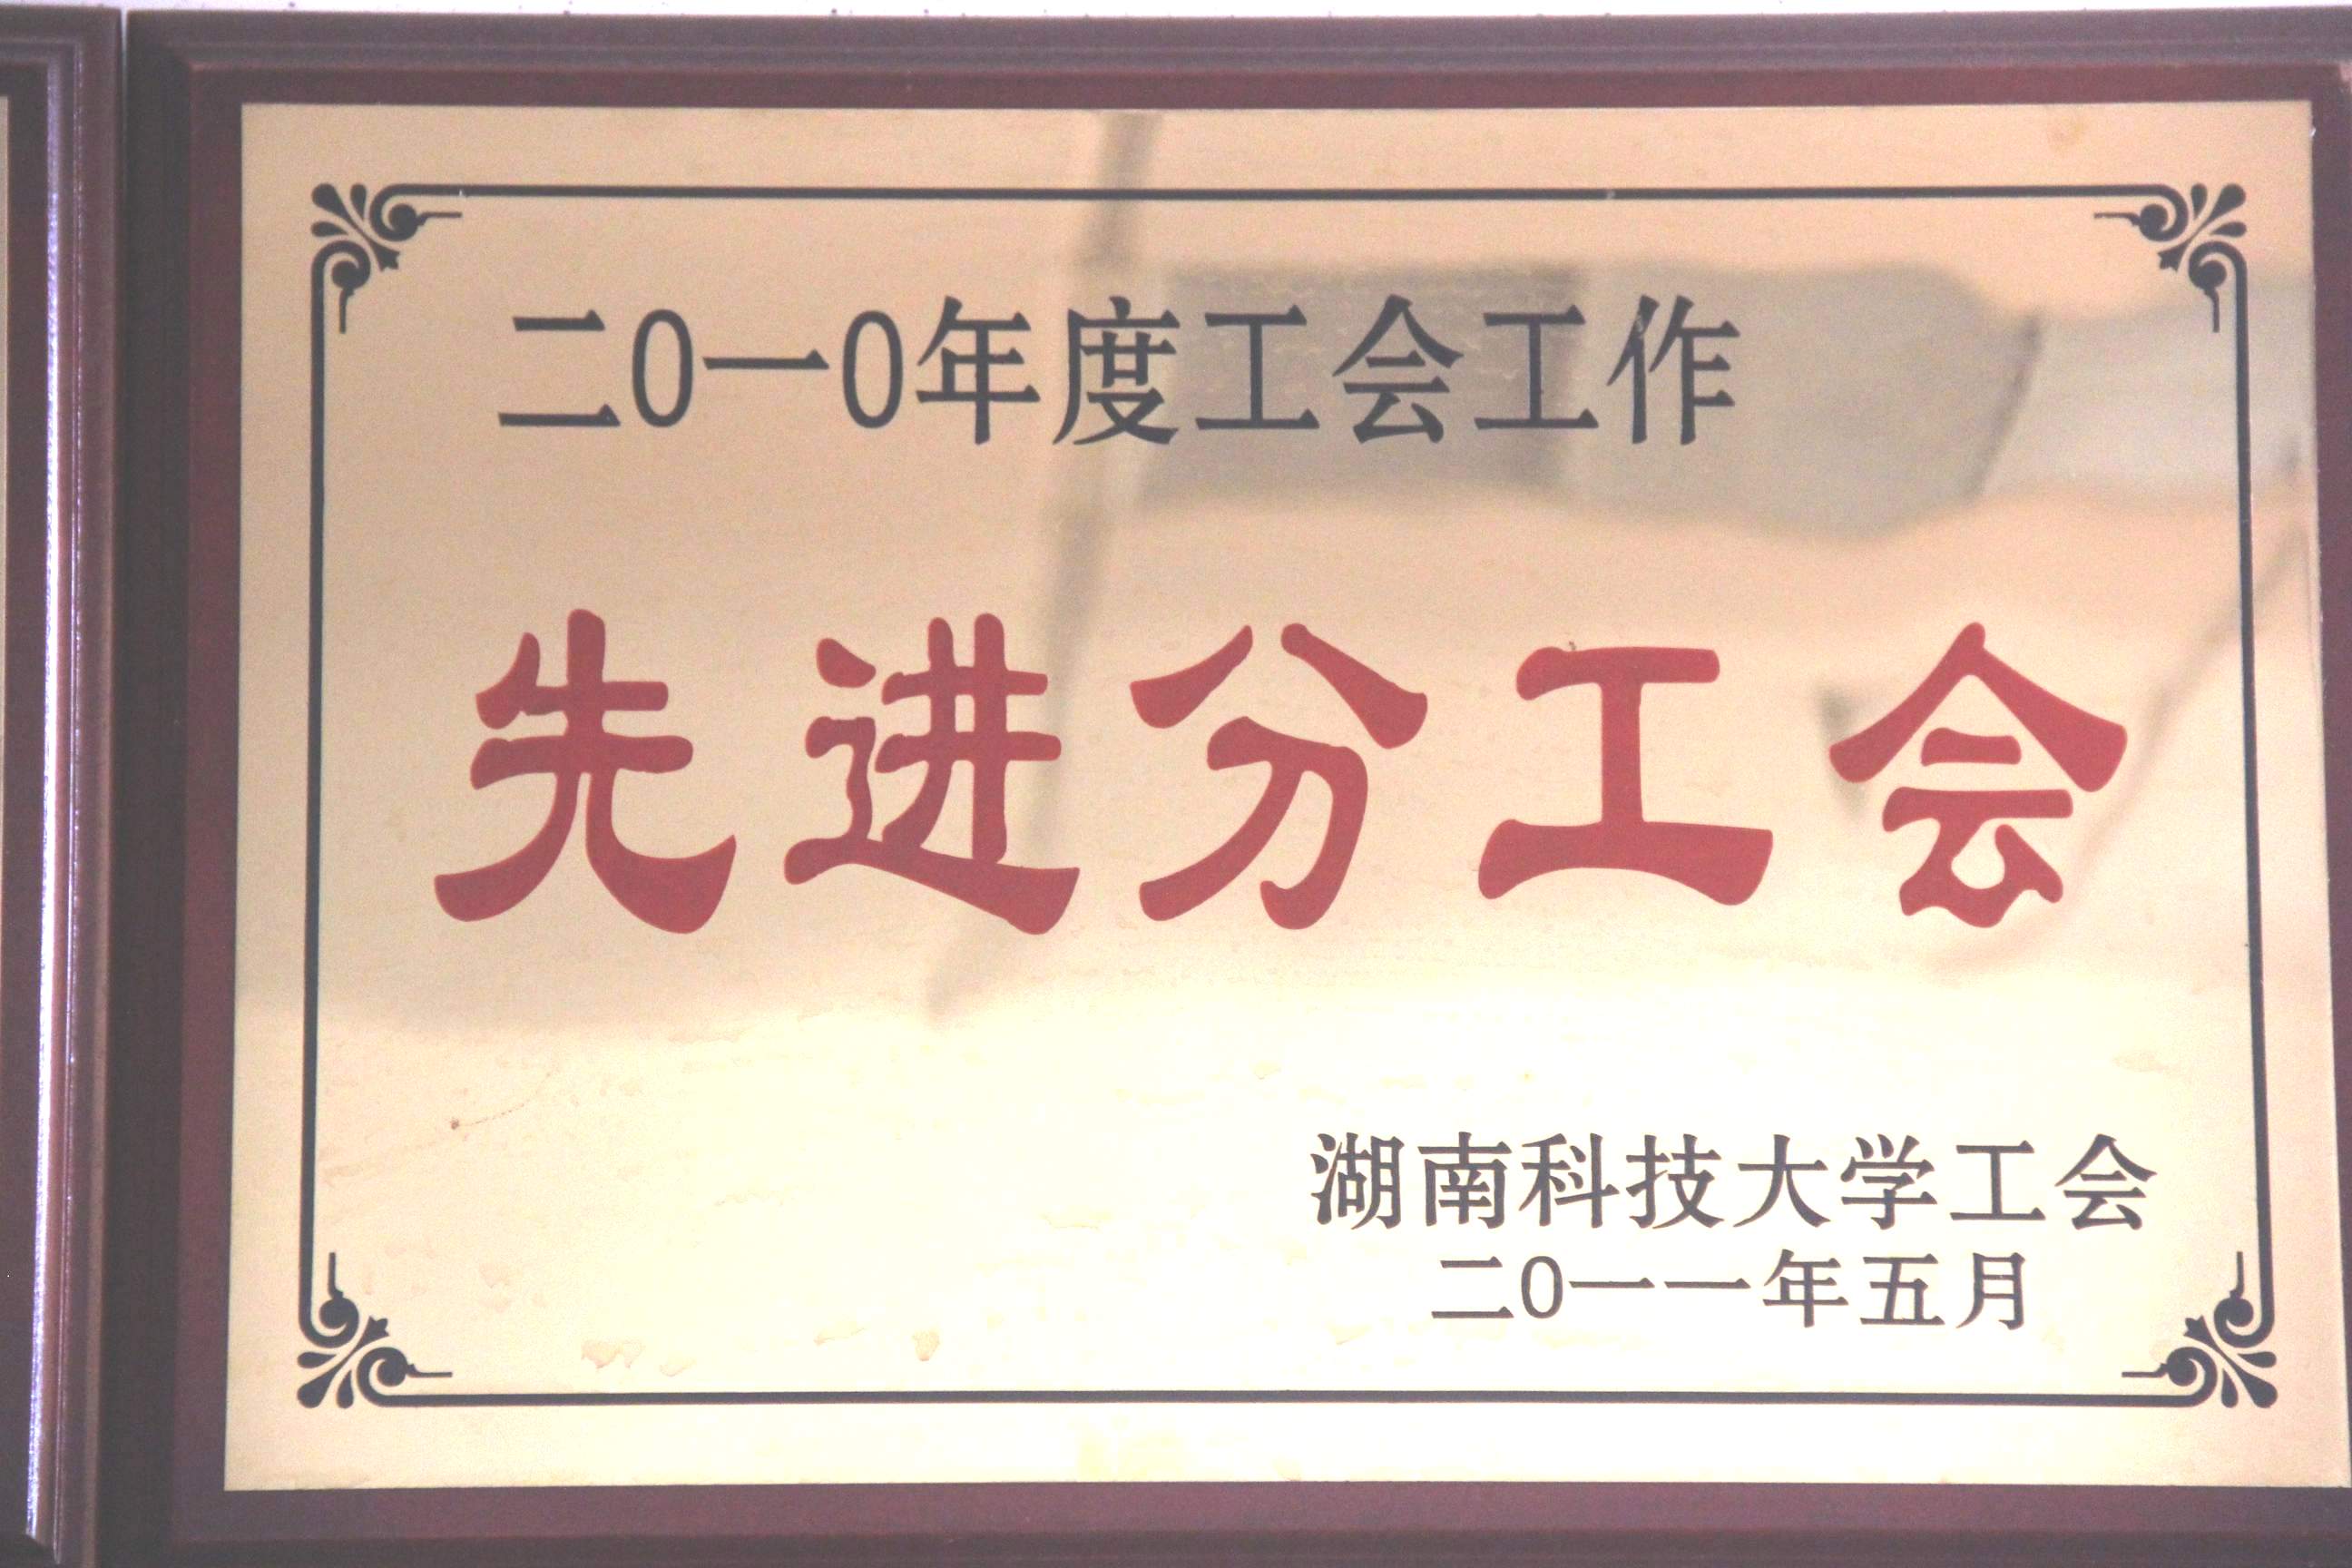 二0一0年度工会工作
先进分工会
湖南科技大学工会
二0一一年五月